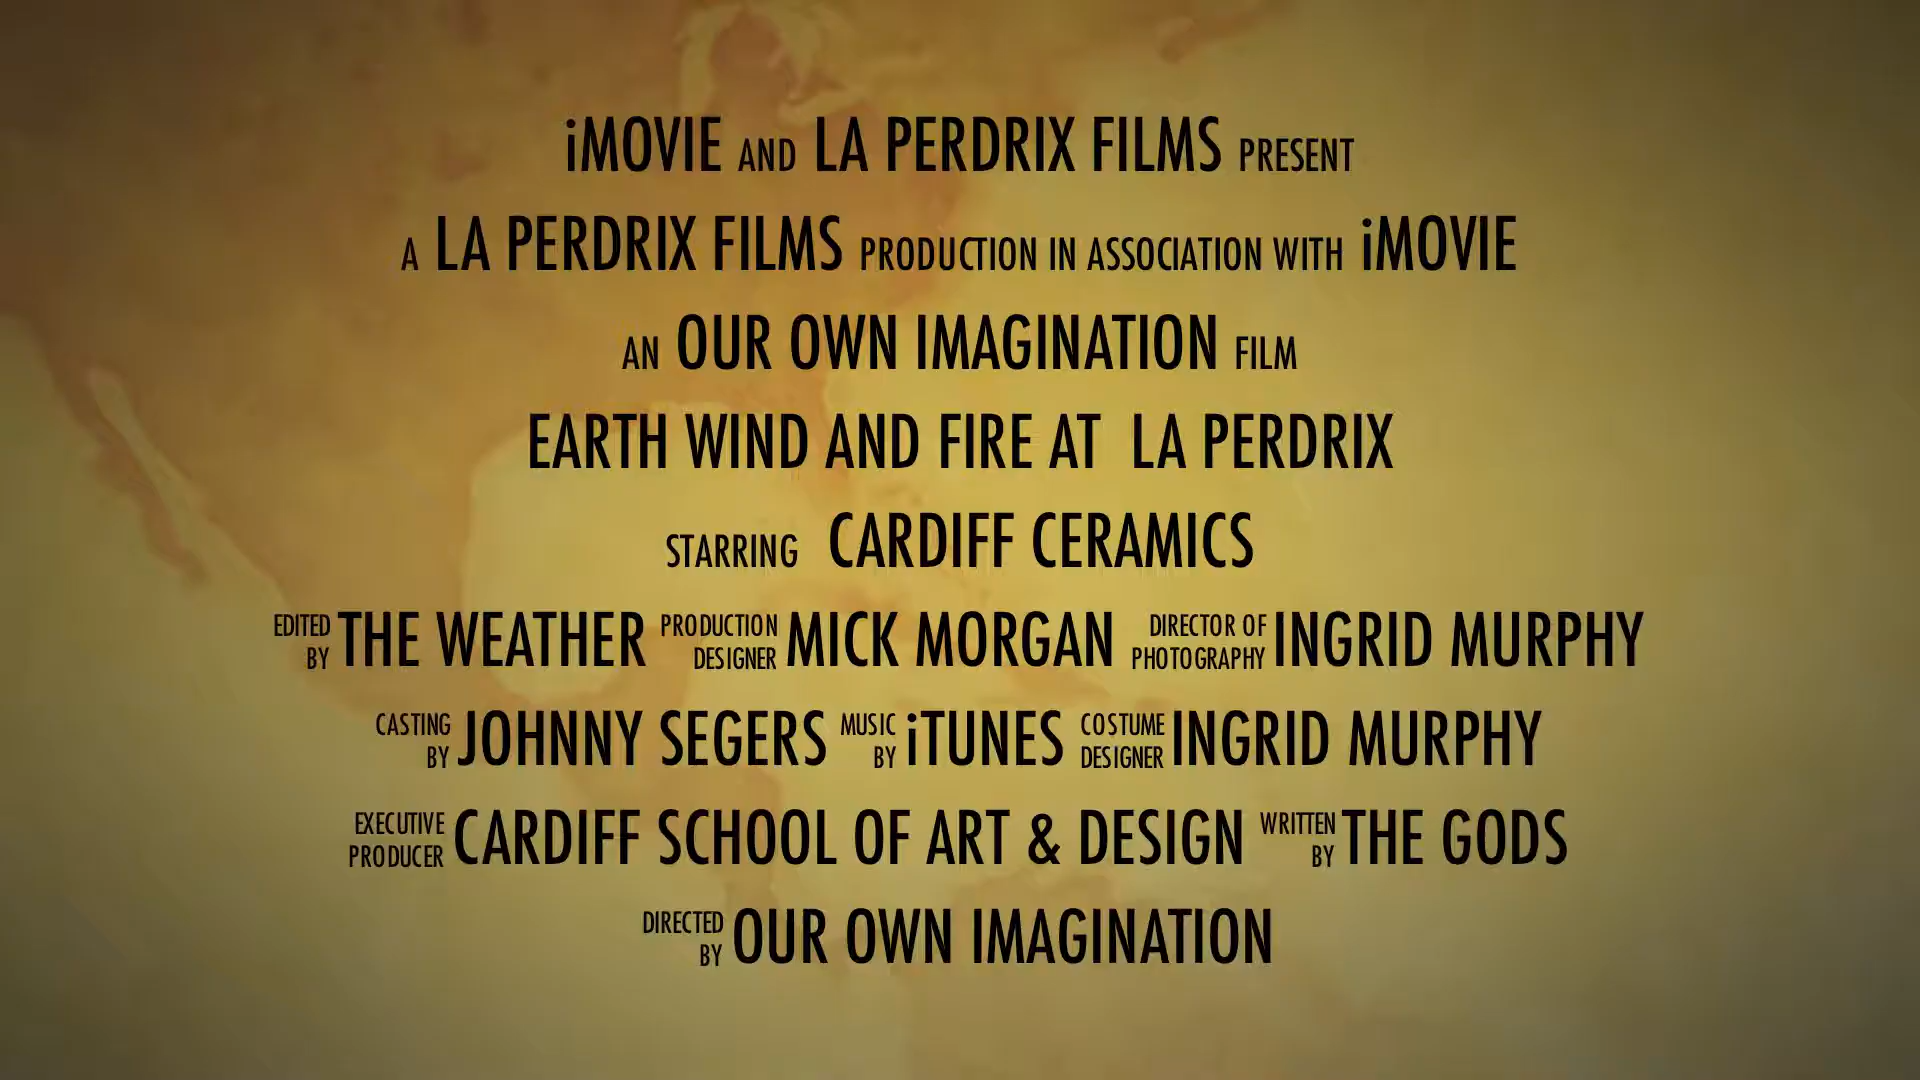 iMOVIE AND LA PERDRIX FILMS PRESENT
A LA PERDRIX FILMS PRODUCTION IN ASSOCIATION WITH iMOVIE
AN OUR OWN IMAGINATION FILM
EARTH WIND AND FIRE AT LA PERDRIX
STARRING CARDIFF CERAMICS
EDITED BY THE WEATHER PRODUCTION DESIGNER MICK MORGAN DIRECTOR OF PHOTOGRAPHY INGRID MURPHY
CASTING BY JOHNNY SEGERS MUSIC BY iTUNES COSTUME DESIGNER INGRID MURPHY
EXECUTIVE PRODUCER CARDIFF SCHOOL OF ART & DESIGN WRITTEN BY THE GODS
DIRECTED BY OUR OWN IMAGINATION